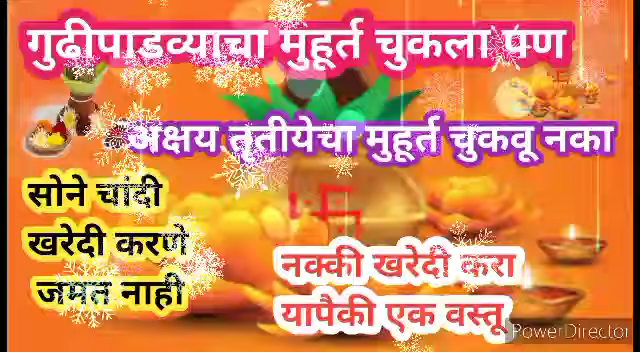 गुढीपाडव्याचा मुहूर्त चुकला पण
अक्षय तृतीयेचा मुहूर्त चुकवू नका
सोने चांदी
खरेदी करणे
जमत नाही
नक्की खरेदी करा
यापैकी एक वस्तू
PowerDirector